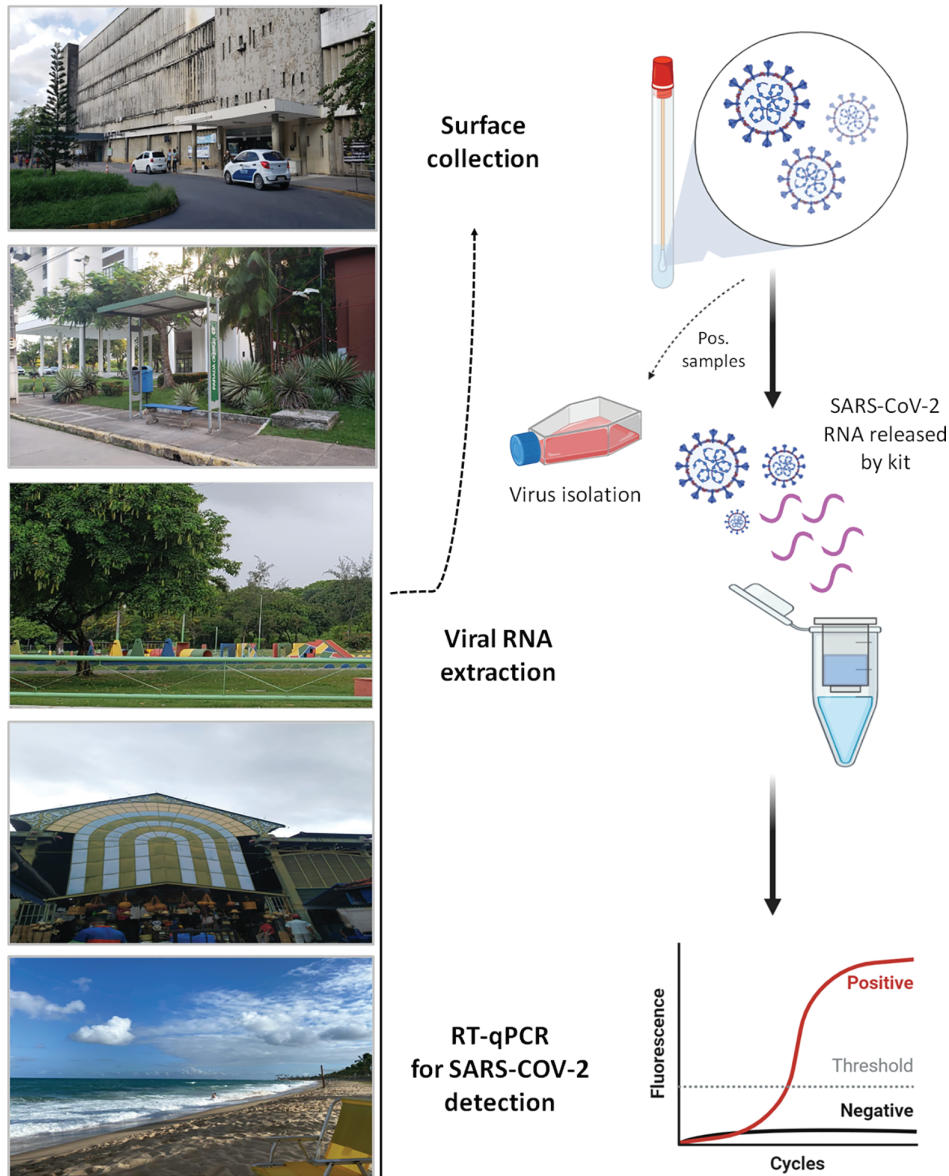 Surface
collection
Pos.
samples
SARS-CoV-2
RNA released
by kit
Virus isolation
Viral RNA
extraction
RT-qPCR
for SARS-COV-2
detection
Fluorescence
Positive
Threshold
Negative
Cycles